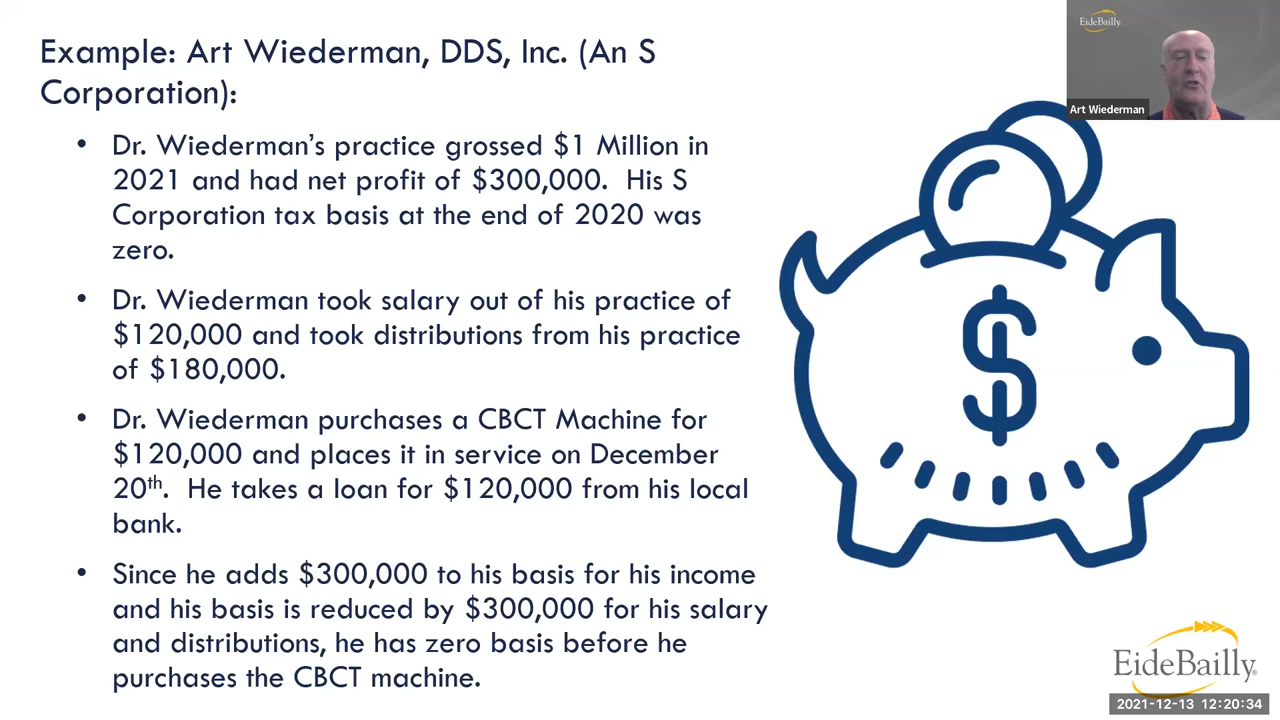 Example: Art Wiederman, DDS, Inc. (An S
Corporation):
• Dr. Wiederman’s practice grossed $1 Million in
2021 and had net profit of $300,000. His S
Corporation tax basis at the end of 2020 was
zero.
• Dr. Wiederman took salary out of his practice of
$120,000 and took distributions from his practice
of $180,000.
• Dr. Wiederman purchases a CBCT Machine for
$120,000 and places it in service on December
20th. He takes a loan for $120,000 from his local
bank.
• Since he adds $300,000 to his basis for his income
and his basis is reduced by $300,000 for his salary
and distributions, he has zero basis before he
purchases the CBCT machine.
EideBailly
Art Wiederman
$
EideBailly
2021-12-13 12:20:34